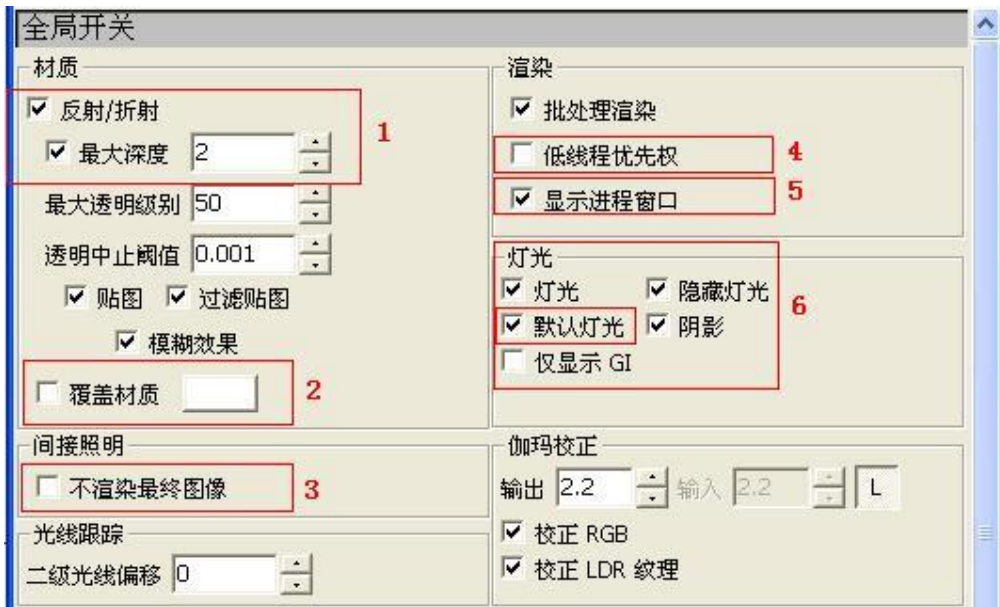 全局开关
材质
反射/折射
1
最大深度 2
最大透明级别 50
透明中止阈值 0.001
贴图 过滤贴图
模糊效果
覆盖材质 2
间接照明
不渲染最终图像 3
光线跟踪
二级光线偏移 0
渲染
批处理渲染
低线程优先权 4
显示进程窗口 5
灯光
灯光 隐藏灯光
6
默认灯光 阴影
仅显示 GI
伽玛校正
输出 2.2 输入 2.2 L
校正 RGB
校正 LDR 纹理